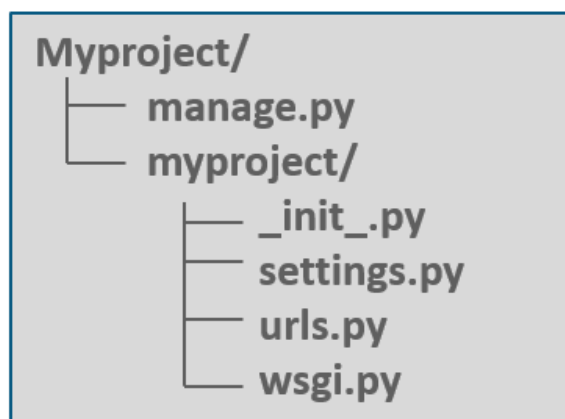 Myproject/
manage.py
myproject/
_init_.py
settings.py
urls.py
wsgi.py